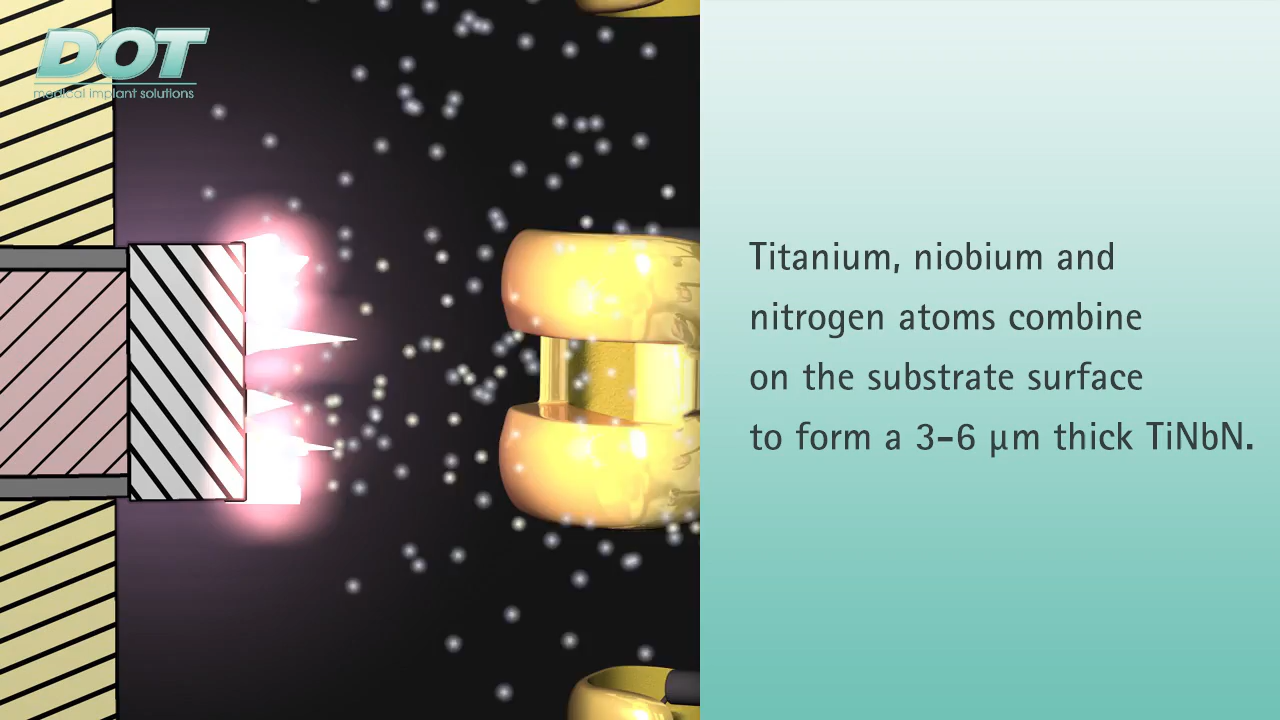 DOT
medical implant solutions
Titanium, niobium and
nitrogen atoms combine
on the substrate surface
to form a 3-6 µm thick TiNbN.